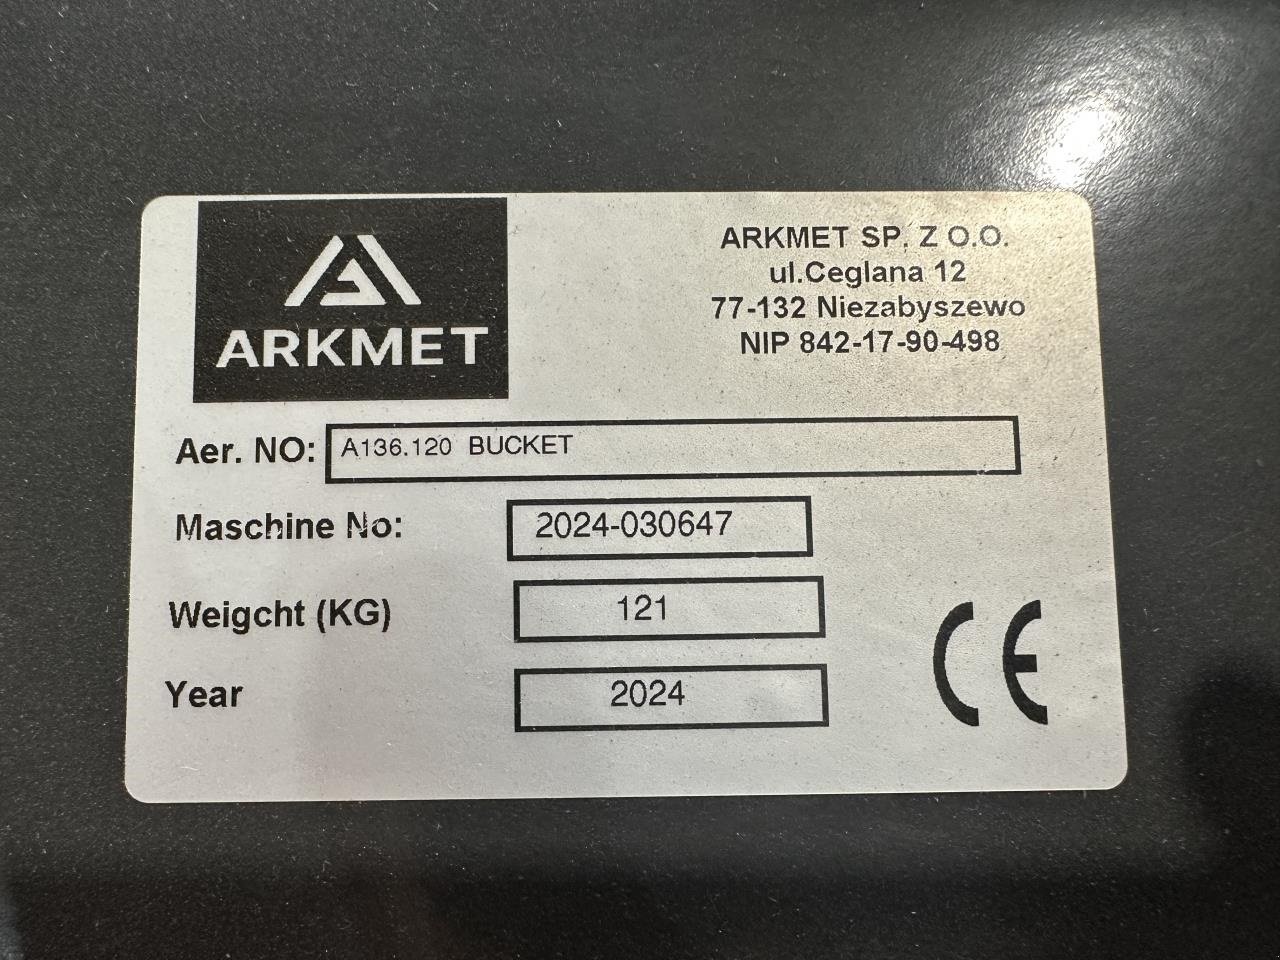 ARKMET
ARKMET SP. Z O.O.
ul.Ceglana 12
77-132 Niezabyszewo
NIP 842-17-90-498
Aer. NO: A136.120 BUCKET
Maschine No: 2024-030647
Weigcht (KG) 121
Year 2024
CE